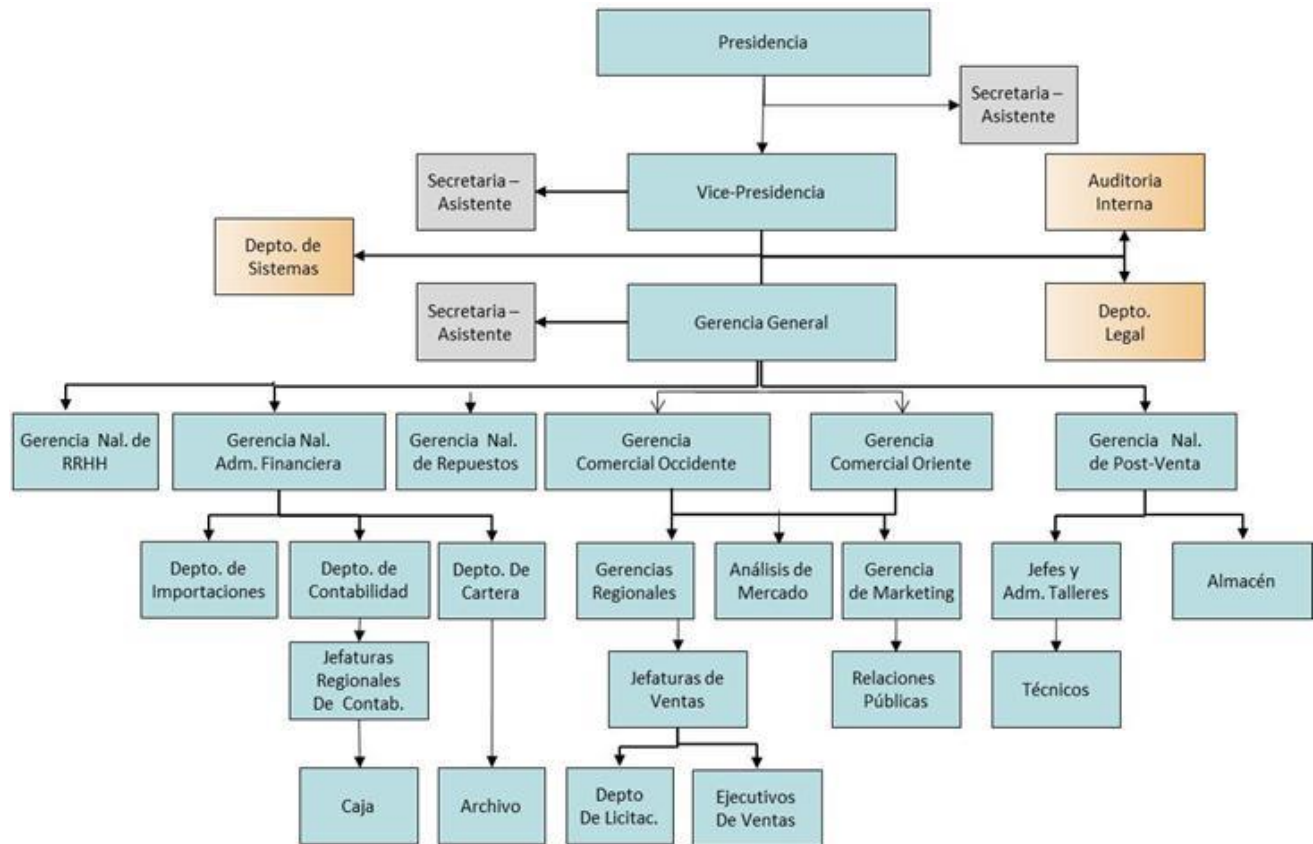 Presidencia
Secretaria –
Asistente
Secretaria –
Asistente
Vice-Presidencia
Auditoria
Interna
Depto. de
Sistemas
Secretaria –
Asistente
Gerencia General
Depto.
Legal
Gerencia Nal. de
RRHH
Gerencia Nal.
Adm. Financiera
Gerencia Nal.
de Repuestos
Gerencia
Comercial Occidente
Gerencia
Comercial Oriente
Gerencia Nal.
de Post-Venta
Depto. de
Importaciones
Depto. de
Contabilidad
Depto. De
Cartera
Gerencias
Regionales
Análisis de
Mercado
Gerencia
de Marketing
Jefes y
Adm. Talleres
Almacén
Jefaturas
Regionales
De Contab.
Jefaturas de
Ventas
Relaciones
Públicas
Técnicos
Caja
Archivo
Depto
De Licitac.
Ejecutivos
De Ventas